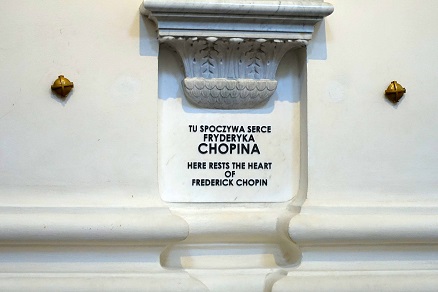 TU SPOCZYWA SERCE
FRYDERYKA
CHOPINA
HERE RESTS THE HEART
OF
FREDERICK CHOPIN